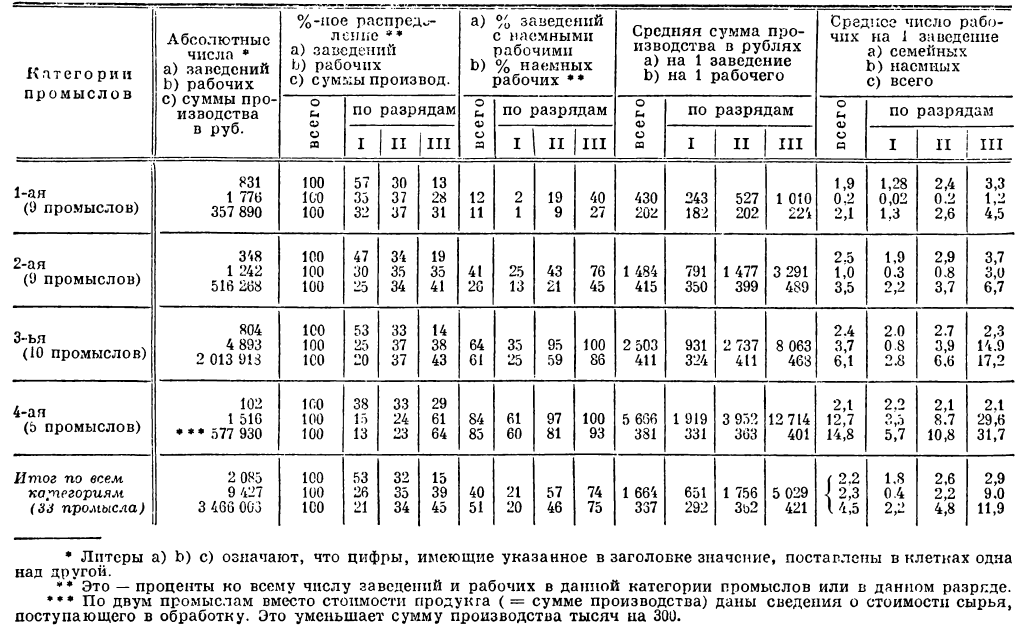 Категории промыслов
Абсолютные числа *
a) заведений
b) рабочих
c) суммы производства в руб.
%-ное распределение **
a) заведений
b) рабочих
c) суммы производ.
a) % заведений с наемными рабочими
b) % наемных рабочих **
Средняя сумма производства в рублях
a) на 1 заведение
b) на 1 рабочего
Среднее число рабочих на 1 заведение
a) семейных
b) наемных
c) всего
всего | по разрядам | всего | по разрядам | всего | по разрядам | всего | по разрядам
I II III | I II III | I II III | I II III
831 100 57 30 13 1,9 1,28 2,4 3,3
1-ая 1 776 100 35 37 28 12 2 19 40 430 243 527 1 010 0,2 0,02 0,2 1,2
(9 промыслов) 357 890 100 32 37 31 11 1 9 27 202 182 202 224 2,1 1,3 2,6 4,5
348 100 47 34 19 2,5 1,9 2,9 3,7
2-ая 1 242 100 30 35 35 41 25 43 76 1 484 791 1 477 3 291 1,0 0,3 0,8 3,0
(9 промыслов) 516 268 100 25 34 41 26 13 21 45 415 350 399 489 3,5 2,2 3,7 6,7
804 100 53 33 14 2,4 2,0 2,7 2,3
3-ья 4 893 100 25 37 38 64 35 95 100 2 503 931 2 737 8 063 3,7 0,8 3,9 14,9
(10 промыслов) 2 013 918 100 20 37 43 61 25 59 86 411 324 411 468 6,1 2,8 6,6 17,2
102 100 38 33 29 2,1 2,2 2,1 2,1
4-ая 1 516 100 15 24 61 84 61 97 100 5 666 1 919 3 952 12 714 12,7 3,5 8,7 29,6
(5 промыслов) *** 577 930 100 13 23 64 85 60 81 93 381 331 363 401 14,8 5,7 10,8 31,7
Итог по всем 2 085 100 53 32 15 2,2 1,8 2,6 2,9
категориям 9 427 100 26 35 39 40 21 57 74 1 664 651 1 756 5 029 2,3 0,4 2,2 9,0
(33 промысла) 3 466 006 100 21 34 45 51 20 46 75 367 292 362 421 4,5 2,2 4,8 11,9
* Литеры a) b) c) означают, что цифры, имеющие указанное в заголовке значение, поставлены в клетках одна
над другой.
** Это — проценты ко всему числу заведений и рабочих в данной категории промыслов или в данном разряде.
*** По двум промыслам вместо стоимости продукта ( = сумме производства) даны сведения о стоимости сырья,
поступающего в обработку. Это уменьшает сумму производства тысяч на 300.